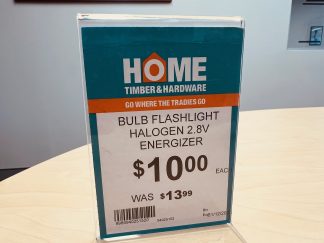 HOME
TIMBER & HARDWARE
GO WHERE THE TRADIES GO
BULB FLASHLIGHT
HALOGEN 2.8V
ENERGIZER
$10.00 EAC
WAS $13.99